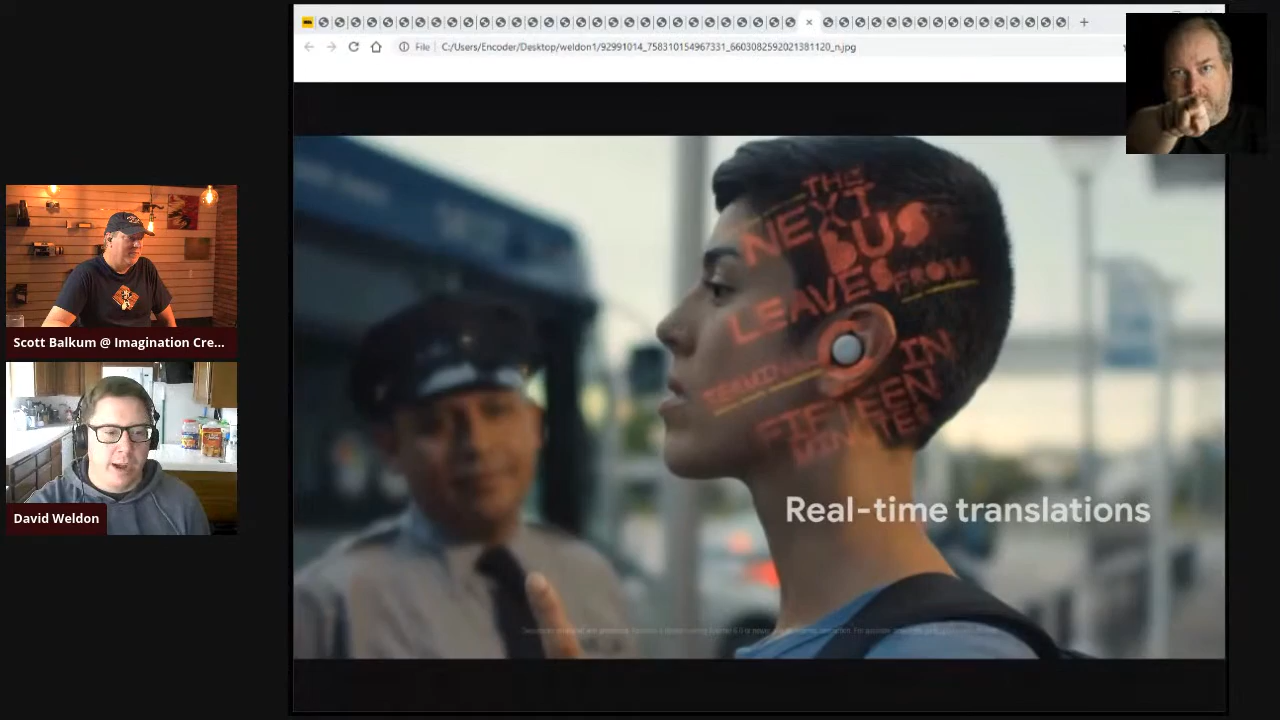 File
C:/Users/Encoder/Desktop/weldon1/92991014_758310154967331_6603082592021381120_n.jpg
THE
NEXT
BUS
LEAVES FROM
TERMINAL
IN
FIFTEEN
MINUTES
Real-time translations
Scott Balkum @ Imagination Cre...
David Weldon